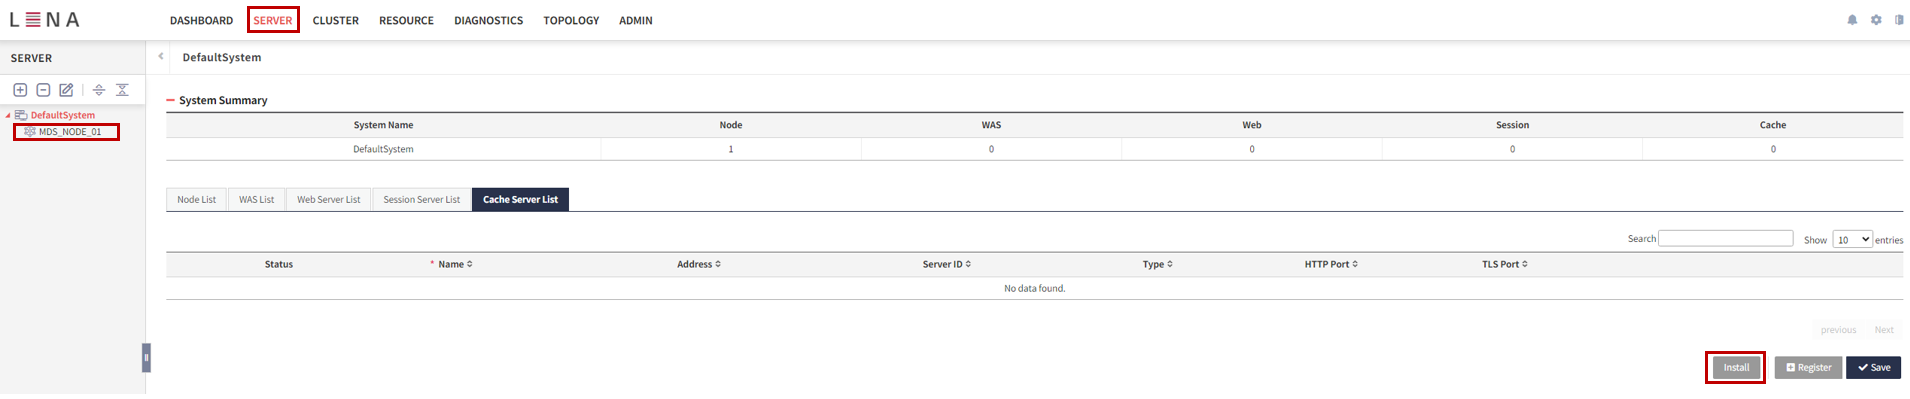 LENA
DASHBOARD SERVER CLUSTER RESOURCE DIAGNOSTICS TOPOLOGY ADMIN
SERVER
DefaultSystem
DefaultSystem
MDS_NODE_01
System Summary
System Name Node WAS Web Session Cache
DefaultSystem 1 0 0 0 0
Node List WAS List Web Server List Session Server List Cache Server List
Search Show 10 entries
Status * Name Address Server ID Type HTTP Port TLS Port
No data found.
previous Next
Install Register Save